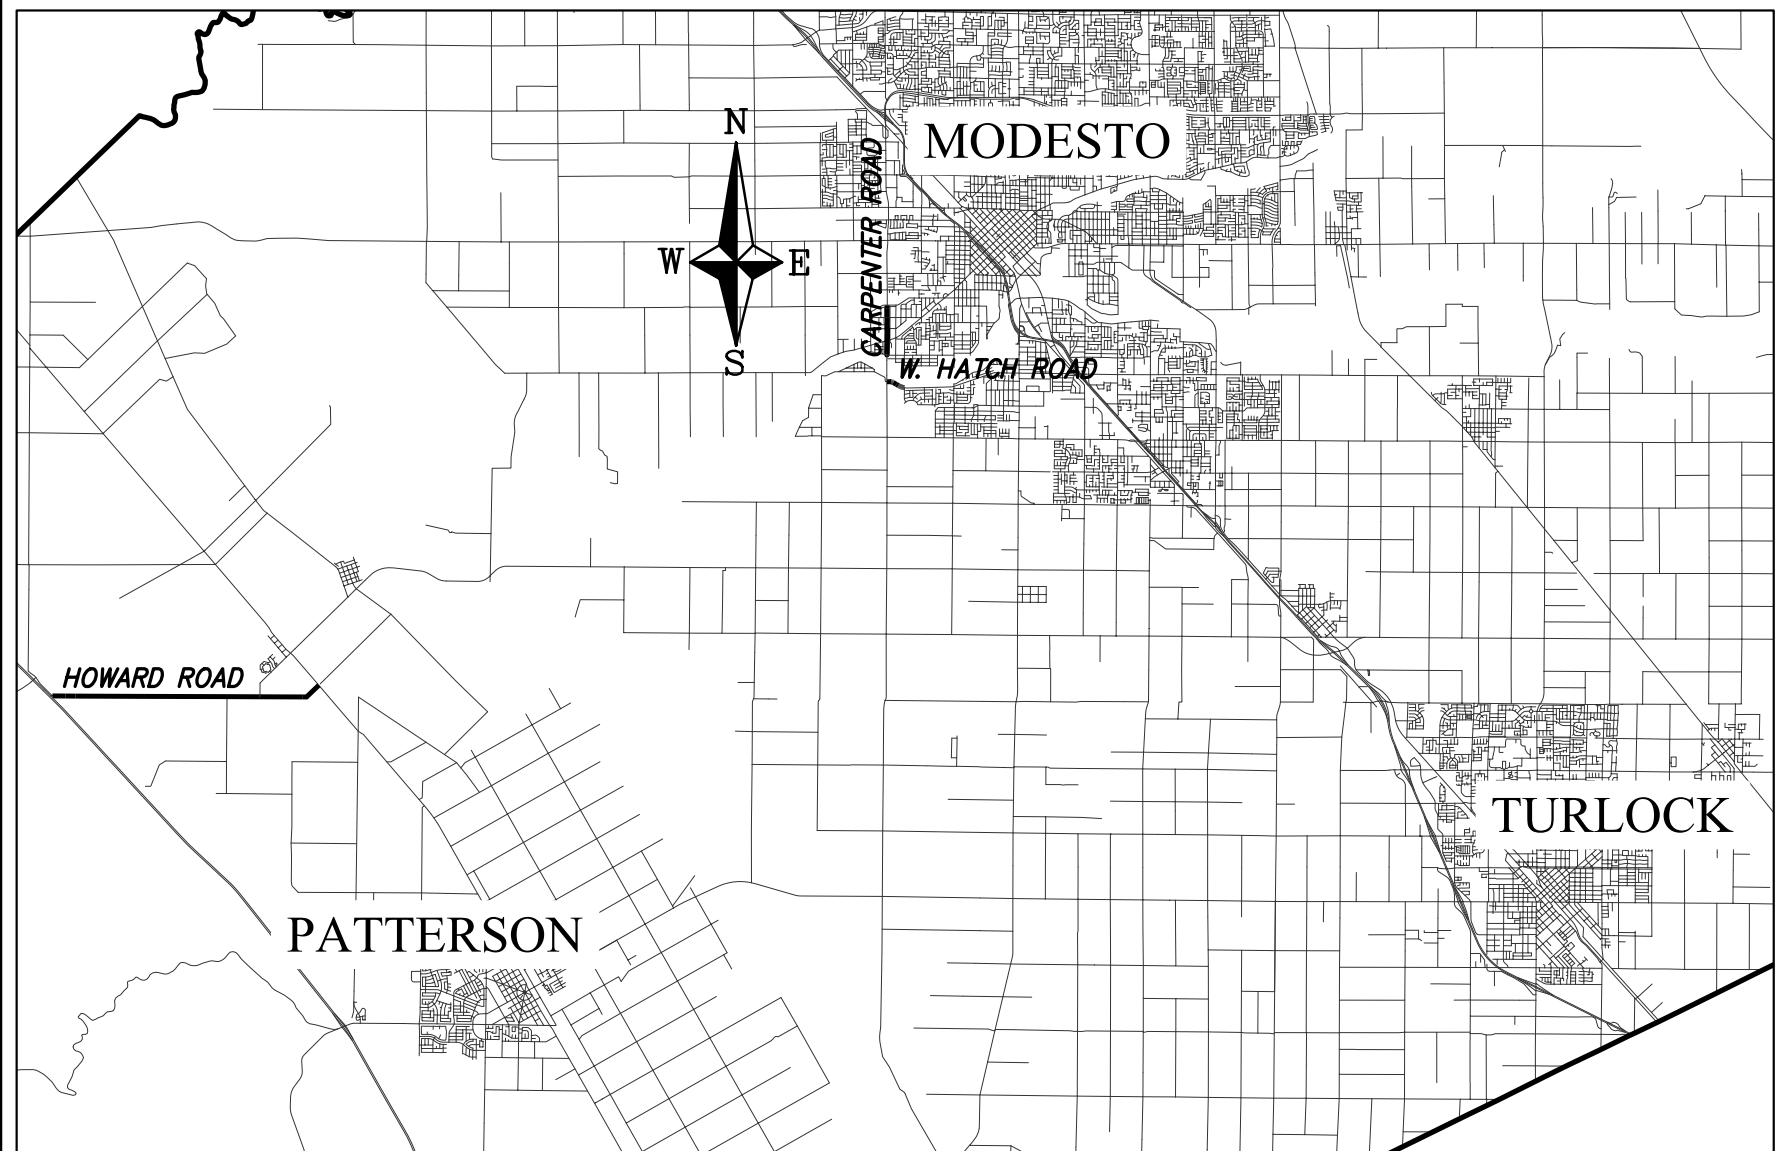 MODESTO
N
W
E
S
CARPENTER ROAD
W. HATCH ROAD
HOWARD ROAD
TURLOCK
PATTERSON